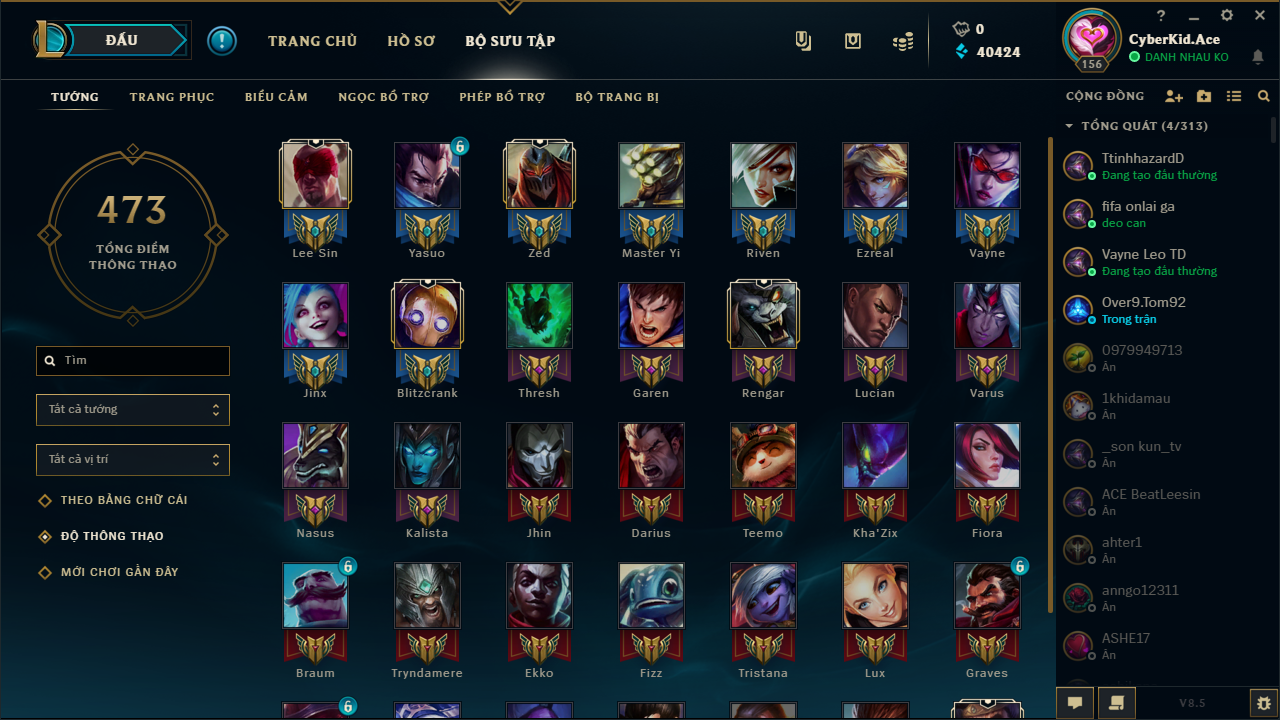 ĐẤU
TRANG CHỦ
HỒ SƠ
BỘ SƯU TẬP
0
40424
?
156
CyberKid.Ace
DANH NHAU KO
TƯỚNG
TRANG PHỤC
BIỂU CẢM
NGỌC BỔ TRỢ
PHÉP BỔ TRỢ
BỘ TRANG BỊ
473
TỔNG ĐIỂM
THÔNG THẠO
Tìm
Tất cả tướng
Tất cả vị trí
THEO BẢNG CHỮ CÁI
ĐỘ THÔNG THẠO
MỚI CHƠI GẦN ĐÂY
6
Lee Sin
Yasuo
Zed
Master Yi
Riven
Ezreal
Vayne
Jinx
Blitzcrank
Thresh
Garen
Rengar
Lucian
Varus
Nasus
Kalista
Jhin
Darius
Teemo
Kha'Zix
Fiora
6
6
Braum
Tryndamere
Ekko
Fizz
Tristana
Lux
Graves
6
CỘNG ĐỒNG
TỔNG QUÁT (4/313)
TtinhhazardD
Đang tạo đấu thường
fifa onlai ga
deo can
Vayne Leo TD
Đang tạo đấu thường
Over9.Tom92
Trong trận
0979949713
Ẩn
1khidamau
Ẩn
_son kun_tv
Ẩn
ACE BeatLeesin
Ẩn
ahter1
Ẩn
anngo12311
Ẩn
ASHE17
Ẩn
V8.5